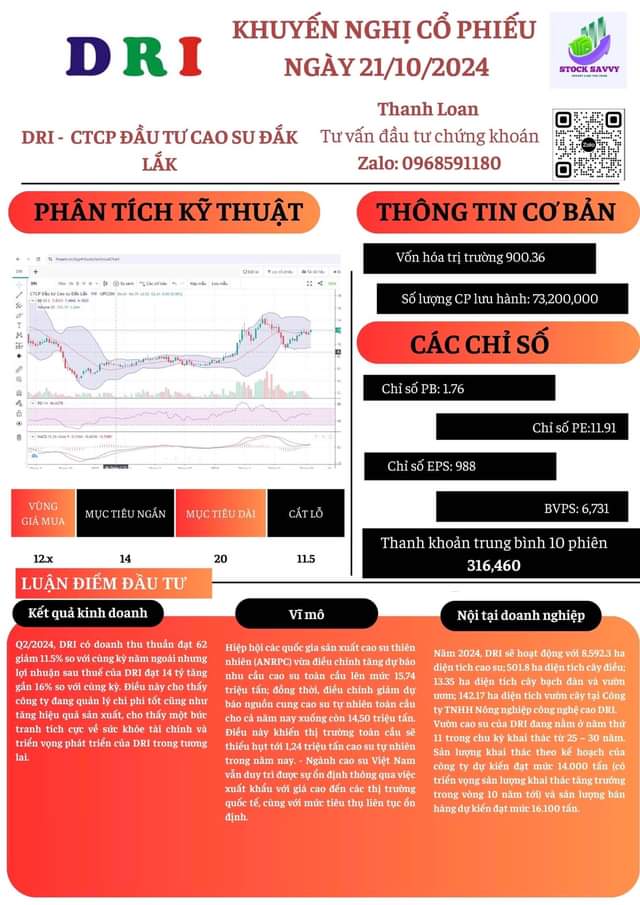 DRI
KHUYẾN NGHỊ CỔ PHIẾU
NGÀY 21/10/2024
STOCK SAVVY
Thanh Loan
Tư vấn đầu tư chứng khoán
Zalo: 0968591180
Zalo
DRI - CTCP ĐẦU TƯ CAO SU ĐẮK
LẮK
PHÂN TÍCH KỸ THUẬT
THÔNG TIN CƠ BẢN
Vốn hóa trị trường 900.36
Số lượng CP lưu hành: 73,200,000
CÁC CHỈ SỐ
Chỉ số PB: 1.76
Chỉ số PE:11.91
Chỉ số EPS: 988
BVPS: 6,731
Thanh khoản trung bình 10 phiên
316,460
VÙNG
GIÁ MUA
MỤC TIÊU NGẮN
MỤC TIÊU DÀI
CẮT LỖ
12.x
14
20
11.5
LUẬN ĐIỂM ĐẦU TƯ
Kết quả kinh doanh
Q2/2024, DRI có doanh thu thuần đạt 62
giảm 11.5% so với cùng kỳ năm ngoái nhưng
lợi nhuận sau thuế của DRI đạt 14 tỷ tăng
gần 16% so với cùng kỳ. Điều này cho thấy
công ty đang quản lý chi phí tốt cũng như
tăng hiệu quả sản xuất, cho thấy một bức
tranh tích cực về sức khỏe tài chính và
triển vọng phát triển của DRI trong tương
lai.
Vĩ mô
Hiệp hội các quốc gia sản xuất cao su thiên
nhiên (ANRPC) vừa điều chỉnh tăng dự báo
nhu cầu cao su toàn cầu lên mức 15,74
triệu tấn; đồng thời, điều chỉnh giảm dự
báo nguồn cung cao su tự nhiên toàn cầu
cho cả năm nay xuống còn 14,50 triệu tấn.
Điều này khiến thị trường toàn cầu sẽ
thiếu hụt tới 1,24 triệu tấn cao su tự nhiên
trong năm nay. - Ngành cao su Việt Nam
vẫn duy trì được sự ổn định thông qua việc
xuất khẩu với giá cao đến các thị trường
quốc tế, cùng với mức tiêu thụ liên tục ổn
định.
Nội tại doanh nghiệp
Năm 2024, DRI sẽ hoạt động với 8.592.3 ha
diện tích cao su; 501.8 ha diện tích cây điều;
13.35 ha diện tích cây bạch đàn và vườn
ươm; 142.17 ha diện tích vườn cây tại Công
ty TNHH Nông nghiệp công nghệ cao DRI.
Vườn cao su của DRI đang nằm ở năm thứ
11 trong chu kỳ khai thác từ 25 – 30 năm.
Sản lượng khai thác theo kế hoạch của
công ty dự kiến đạt mức 14.000 tấn (có
triển vọng sản lượng khai thác tăng trưởng
trong vòng 10 năm tới) và sản lượng bán
hàng dự kiến đạt mức 16.100 tấn.